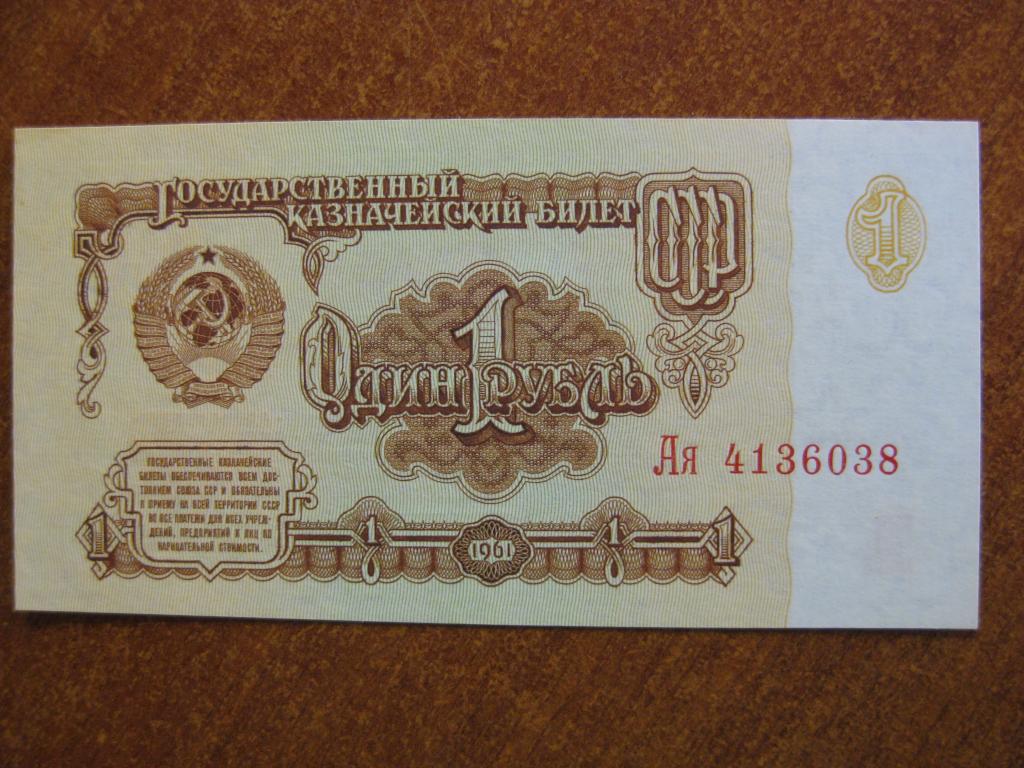 Государственный
казначейский билет
СССР
1
Один 1 рубль
Ая 4136038
Государственные казначейские
билеты обеспечиваются всем дос-
тоянием Союза ССР и обязательны
к приему на всей территории СССР
во все платежи для всех учреж-
дений, предприятий и лиц по
нарицательной стоимости.
1 1 1961 1 1